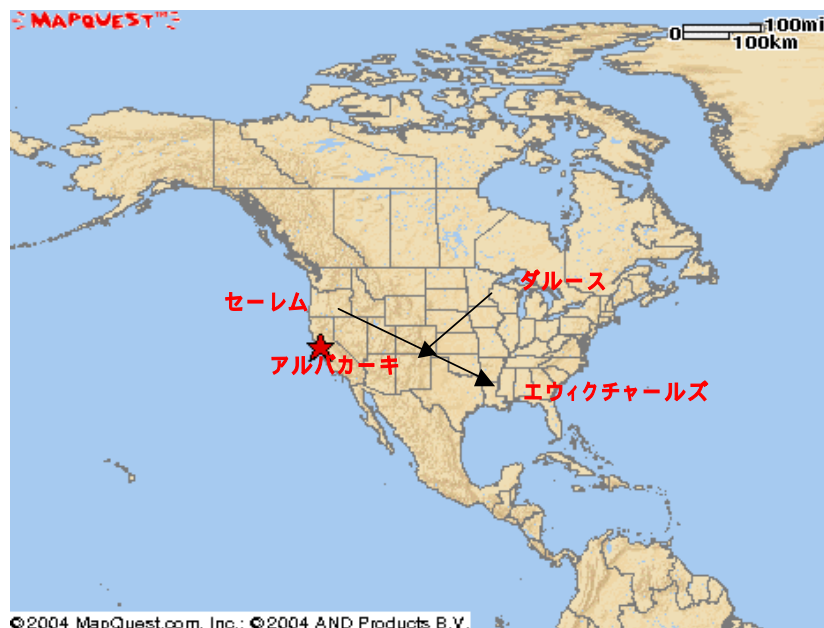 MAPQUEST™
0 100mi
100km
ダルース
セーレム
アルバカーキ
エウィクチャールズ
©2004 MapQuest.com, Inc.; ©2004 AND Products B.V.